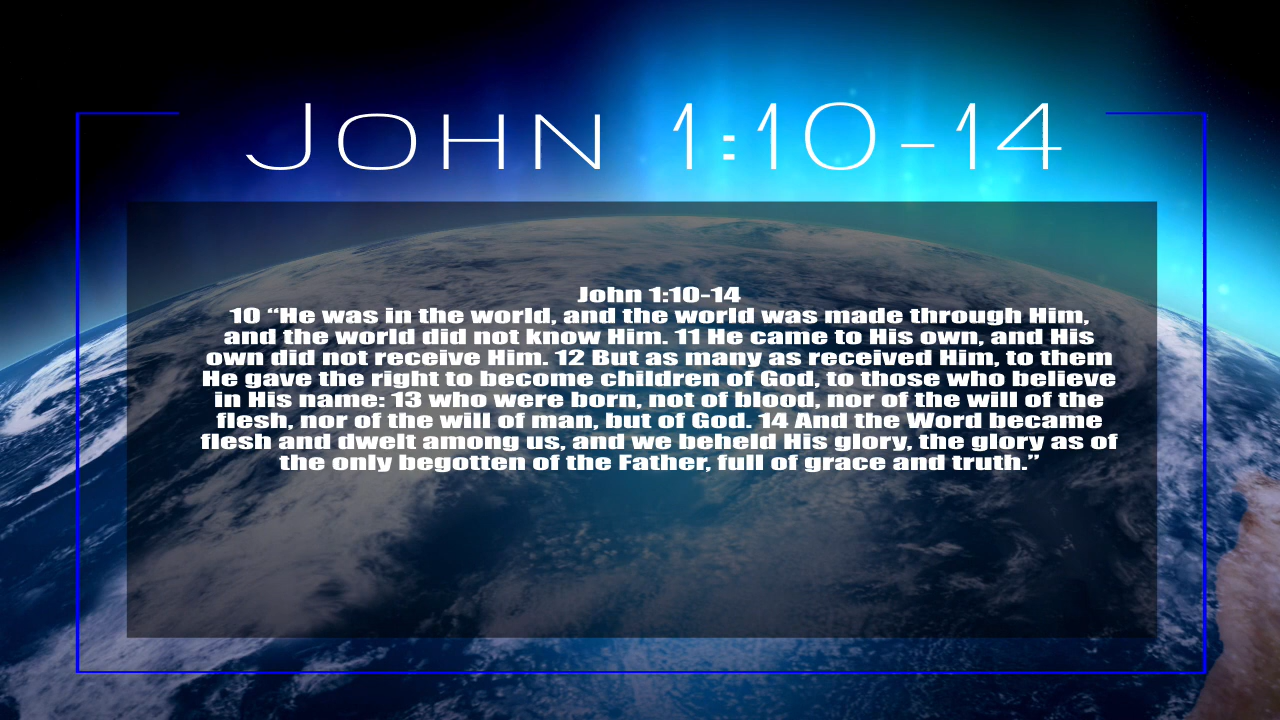 John 1:10-14
John 1:10-14
10 “He was in the world, and the world was made through Him,
and the world did not know Him. 11 He came to His own, and His
own did not receive Him. 12 But as many as received Him, to them
He gave the right to become children of God, to those who believe
in His name: 13 who were born, not of blood, nor of the will of the
flesh, nor of the will of man, but of God. 14 And the Word became
flesh and dwelt among us, and we beheld His glory, the glory as of
the only begotten of the Father, full of grace and truth.”